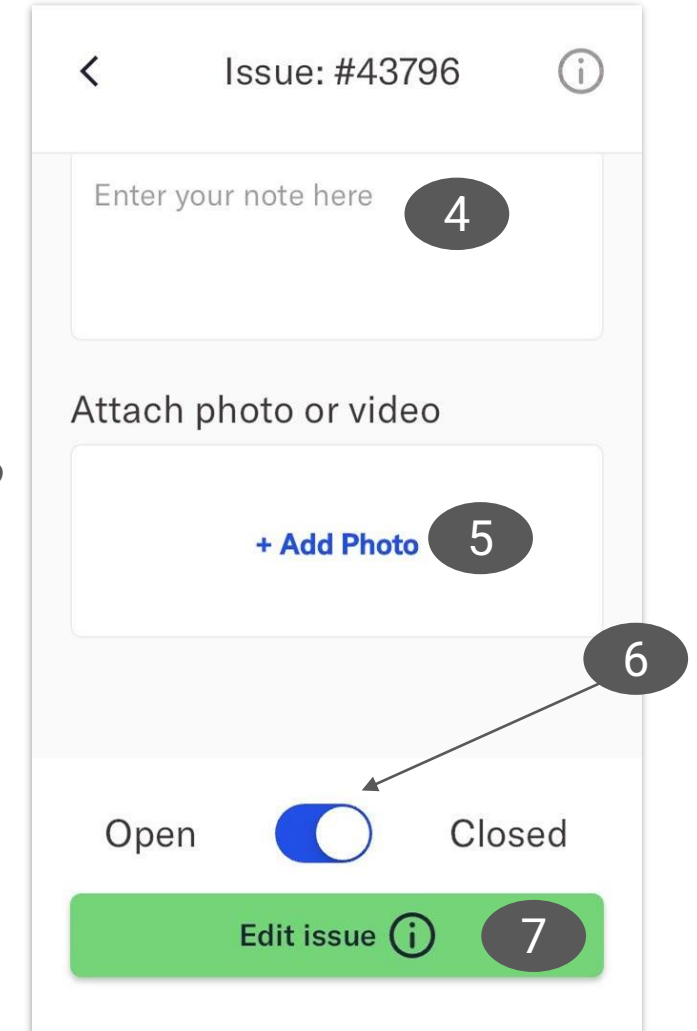 Issue: #43796
Enter your note here 4
Attach photo or video
+ Add Photo 5
6
Open Closed
Edit issue 7